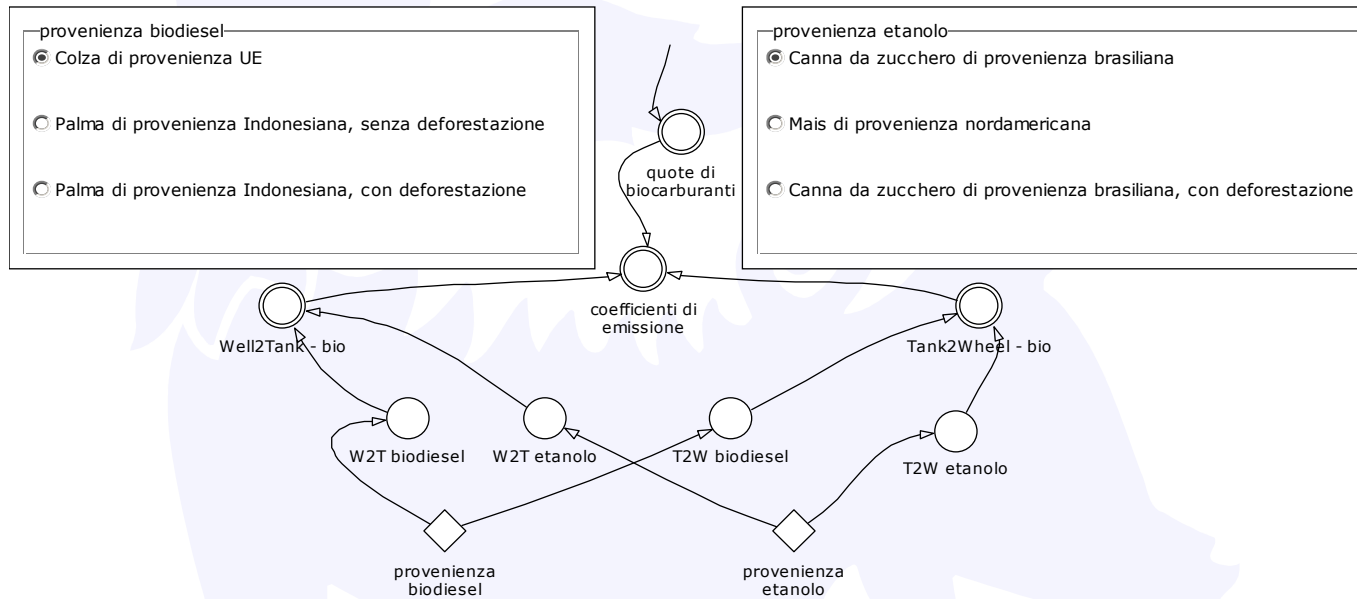 provenienza biodiesel
Colza di provenienza UE
Palma di provenienza Indonesiana, senza deforestazione
Palma di provenienza Indonesiana, con deforestazione
provenienza etanolo
Canna da zucchero di provenienza brasiliana
Mais di provenienza nordamericana
Canna da zucchero di provenienza brasiliana, con deforestazione
quote di
biocarburanti
coefficienti di
emissione
Well2Tank - bio
Tank2Wheel - bio
W2T biodiesel
W2T etanolo
T2W biodiesel
T2W etanolo
provenienza
biodiesel
provenienza
etanolo